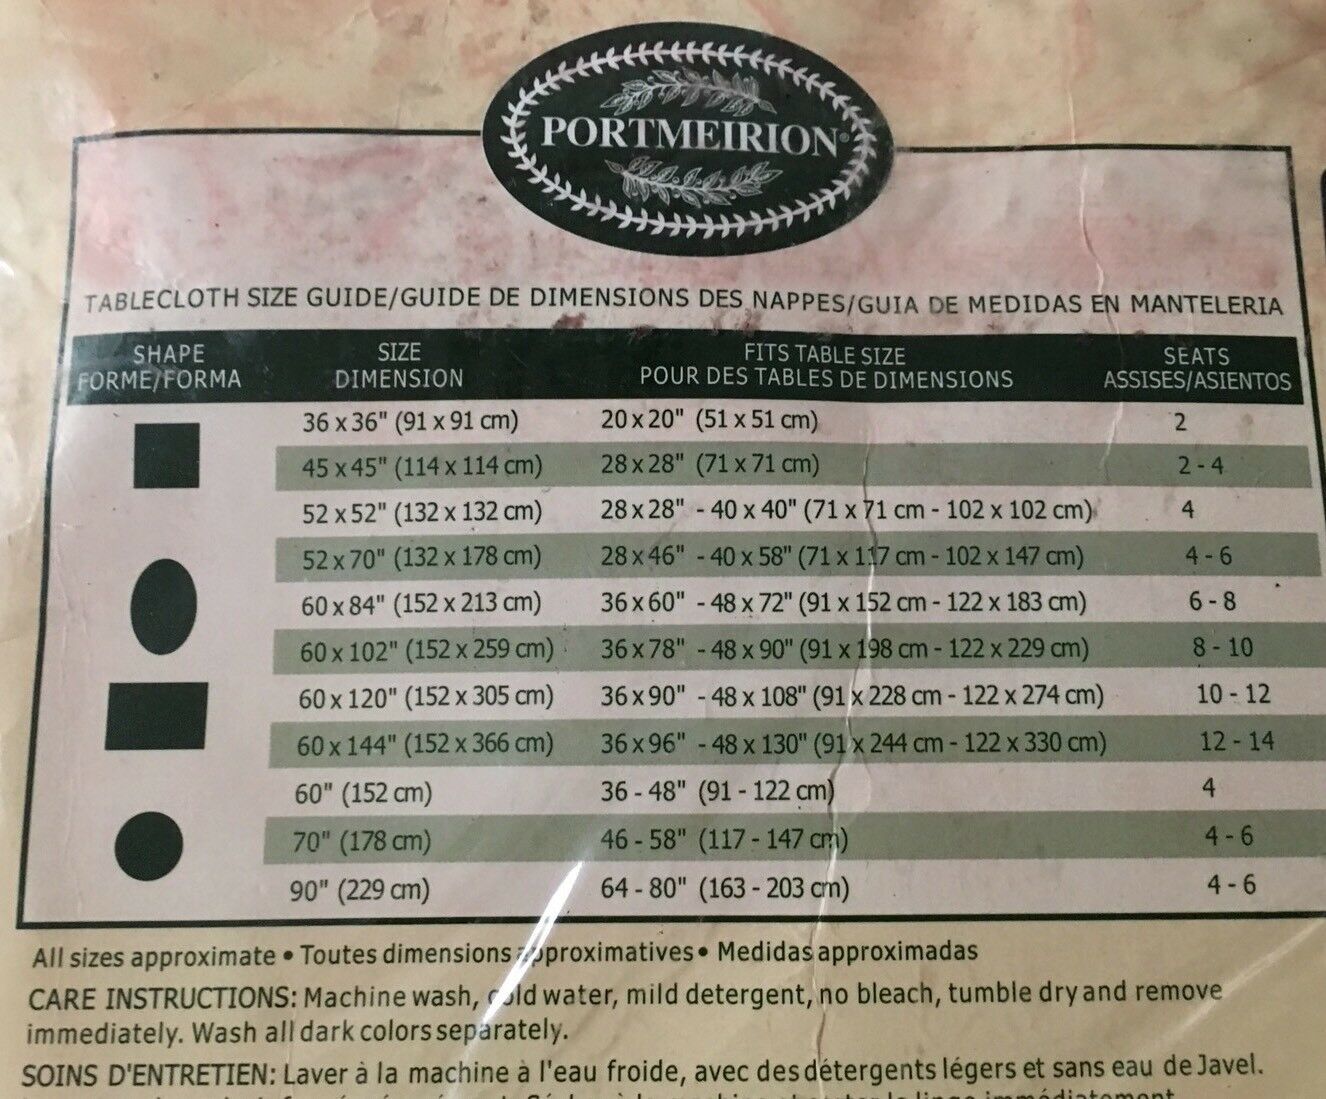 PORTMEIRION®
TABLECLOTH SIZE GUIDE/GUIDE DE DIMENSIONS DES NAPPES/GUIA DE MEDIDAS EN MANTELERIA
SHAPE SIZE FITS TABLE SIZE SEATS
FORME/FORMA DIMENSION POUR DES TABLES DE DIMENSIONS ASSISES/ASIENTOS
36 x 36" (91 x 91 cm) 20 x 20" (51 x 51 cm) 2
45 x 45" (114 x 114 cm) 28 x 28" (71 x 71 cm) 2 - 4
52 x 52" (132 x 132 cm) 28 x 28" - 40 x 40" (71 x 71 cm - 102 x 102 cm) 4
52 x 70" (132 x 178 cm) 28 x 46" - 40 x 58" (71 x 117 cm - 102 x 147 cm) 4 - 6
60 x 84" (152 x 213 cm) 36 x 60" - 48 x 72" (91 x 152 cm - 122 x 183 cm) 6 - 8
60 x 102" (152 x 259 cm) 36 x 78" - 48 x 90" (91 x 198 cm - 122 x 229 cm) 8 - 10
60 x 120" (152 x 305 cm) 36 x 90" - 48 x 108" (91 x 228 cm - 122 x 274 cm) 10 - 12
60 x 144" (152 x 366 cm) 36 x 96" - 48 x 130" (91 x 244 cm - 122 x 330 cm) 12 - 14
60" (152 cm) 36 - 48" (91 - 122 cm) 4
70" (178 cm) 46 - 58" (117 - 147 cm) 4 - 6
90" (229 cm) 64 - 80" (163 - 203 cm) 4 - 6
All sizes approximate • Toutes dimensions approximatives • Medidas approximadas
CARE INSTRUCTIONS: Machine wash, cold water, mild detergent, no bleach, tumble dry and remove
immediately. Wash all dark colors separately.
SOINS D'ENTRETIEN: Laver à la machine à l'eau froide, avec des détergents légers et sans eau de Javel.
immédiatement